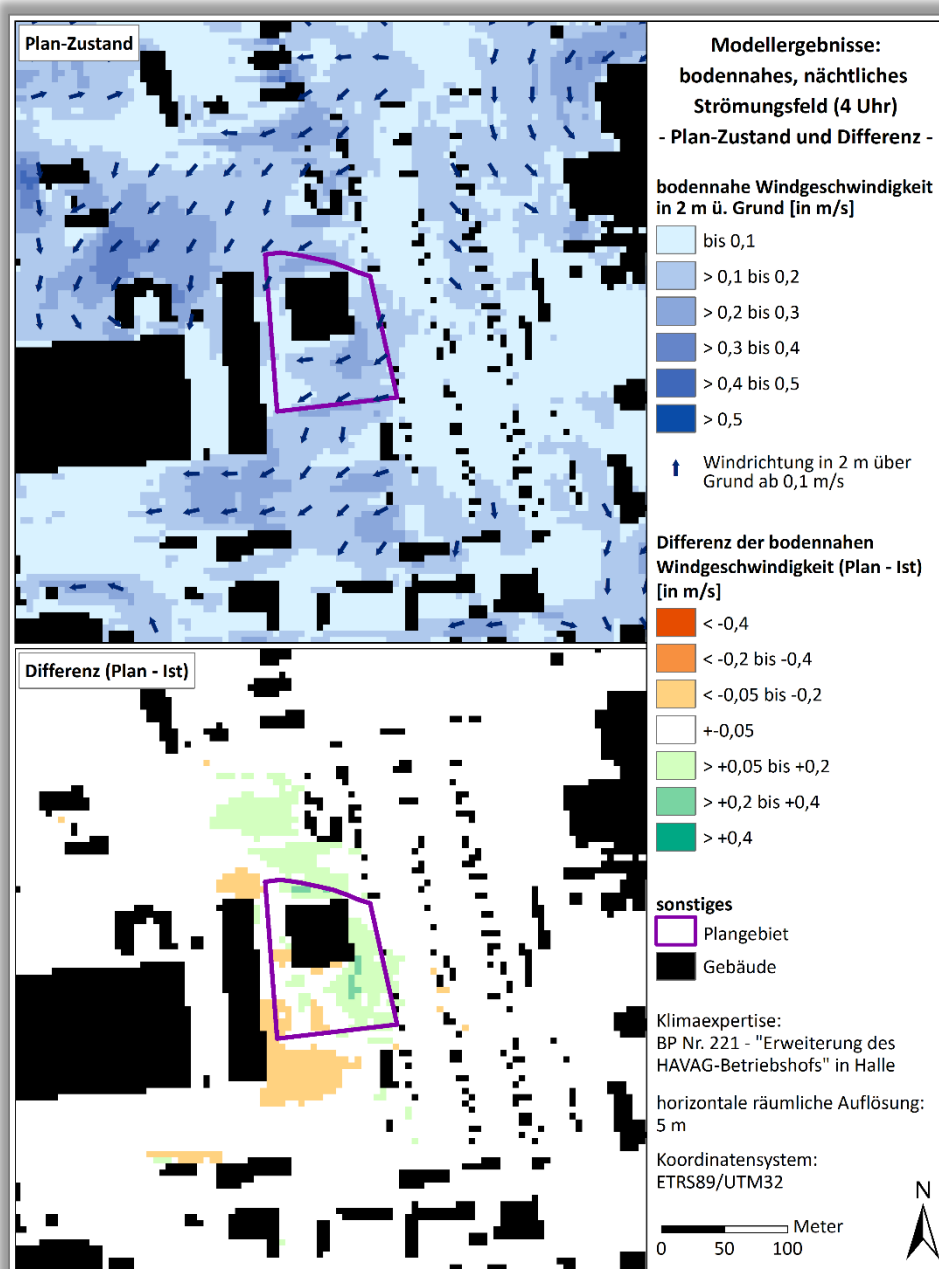 Plan-Zustand
Modellergebnisse:
bodennahes, nächtliches
Strömungsfeld (4 Uhr)
- Plan-Zustand und Differenz -
bodennahe Windgeschwindigkeit
in 2 m ü. Grund [in m/s]
bis 0,1
> 0,1 bis 0,2
> 0,2 bis 0,3
> 0,3 bis 0,4
> 0,4 bis 0,5
> 0,5
Windrichtung in 2 m über
Grund ab 0,1 m/s
Differenz der bodennahen
Windgeschwindigkeit (Plan - Ist)
[in m/s]
< -0,4
< -0,2 bis -0,4
< -0,05 bis -0,2
+-0,05
> +0,05 bis +0,2
> +0,2 bis +0,4
> +0,4
Differenz (Plan - Ist)
sonstiges
Plangebiet
Gebäude
Klimaexpertise:
BP Nr. 221 - "Erweiterung des
HAVAG-Betriebshofs" in Halle
horizontale räumliche Auflösung:
5 m
Koordinatensystem:
ETRS89/UTM32
N
Meter
0 50 100